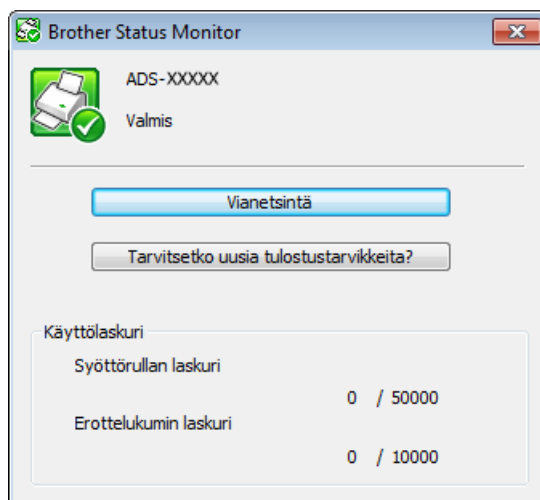 Brother Status Monitor
ADS-XXXXX
Valmis
Vianetsintä
Tarvitsetko uusia tulostustarvikkeita?
Käyttölaskuri
Syöttörullan laskuri
0 / 50000
Erottelukumin laskuri
0 / 10000